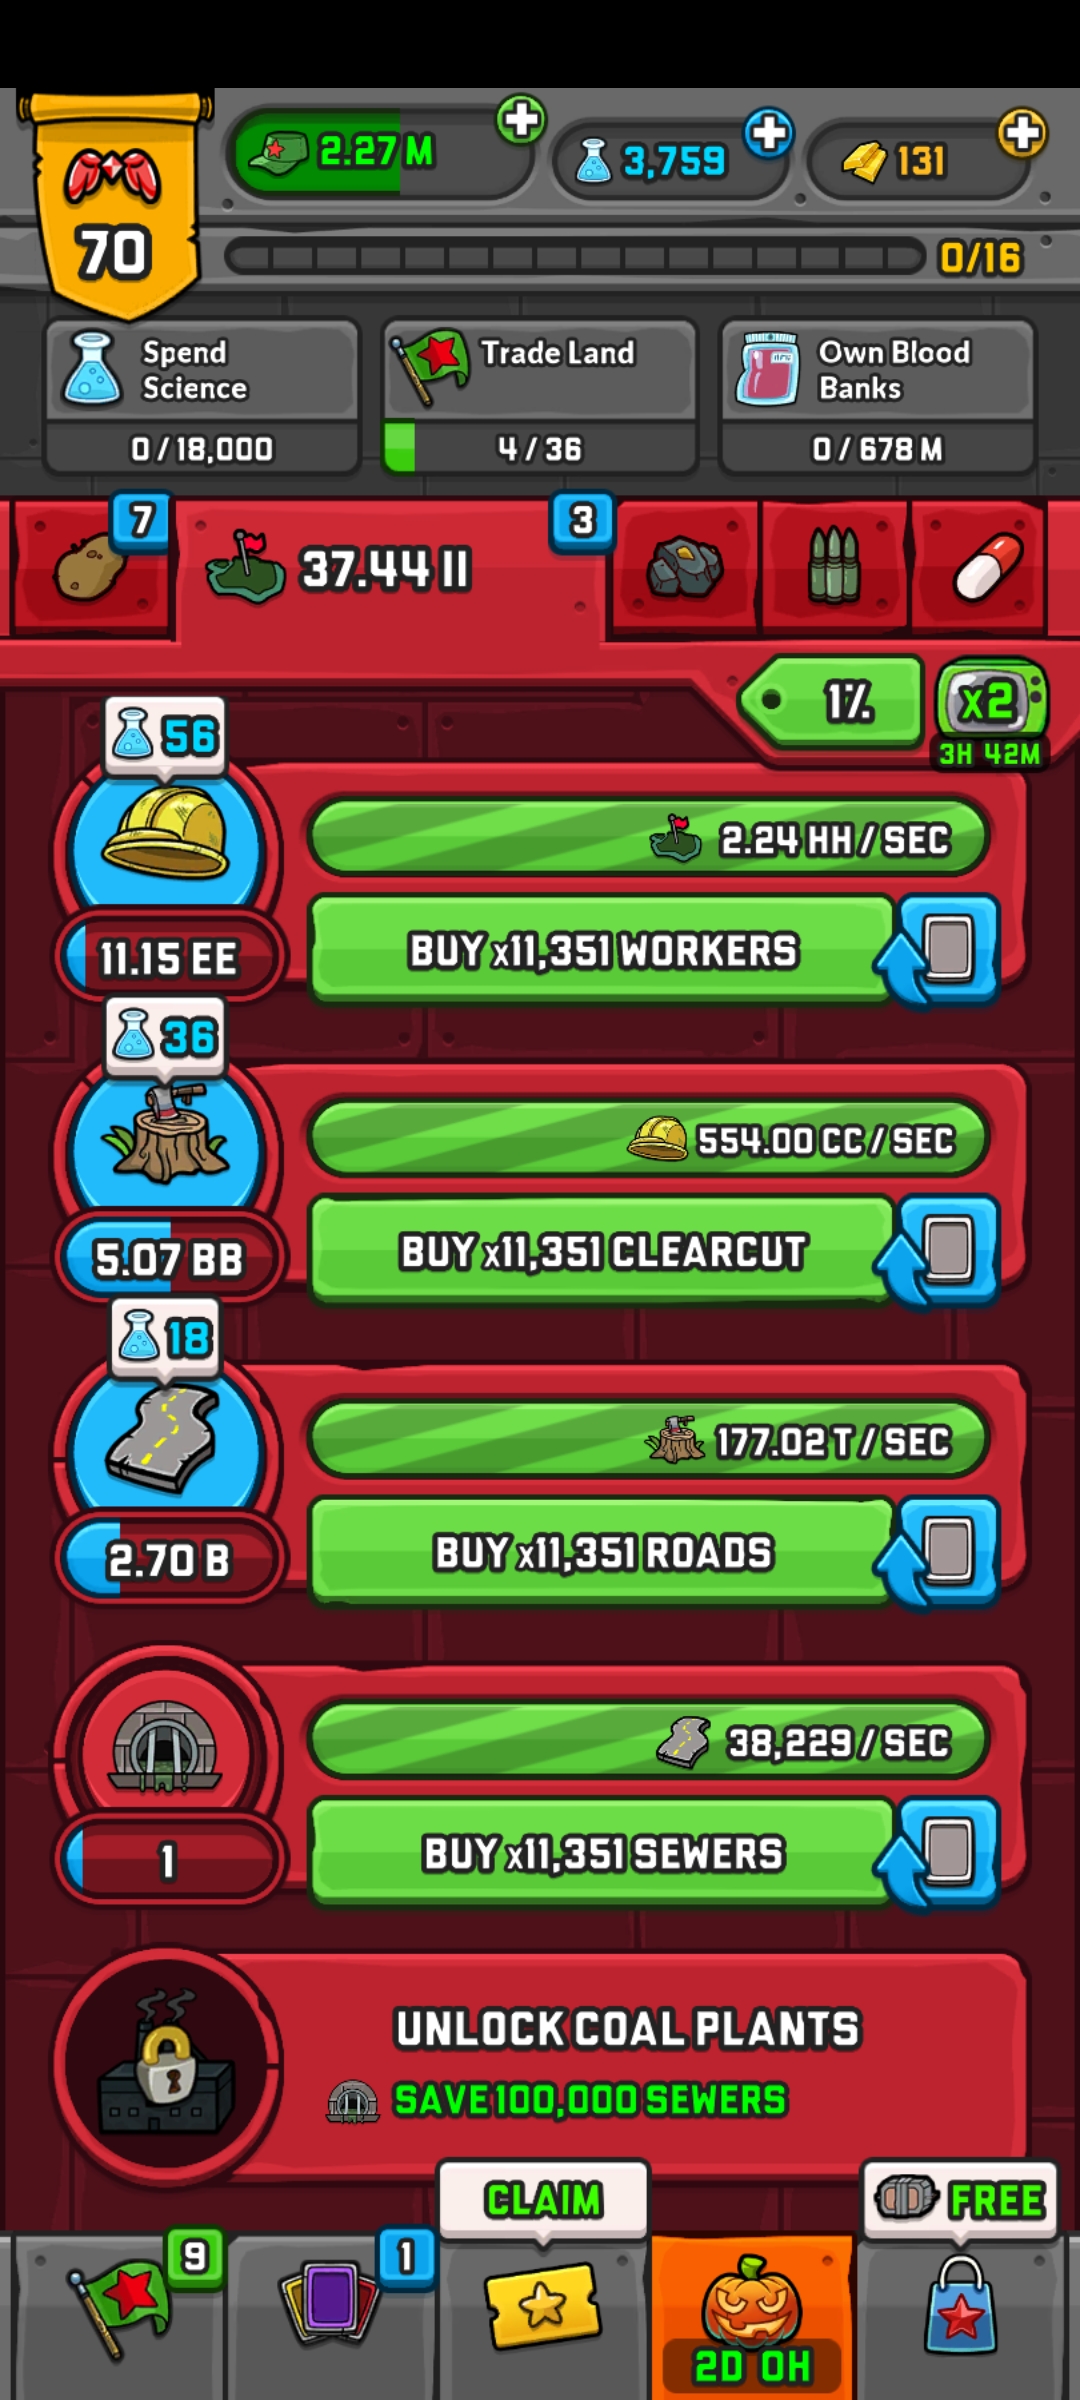 2.27 M
3,759
131
70
0/16
Spend
Science
0 / 18,000
Trade Land
4 / 36
Own Blood
Banks
0 / 678 M
7
37.44 II
3
1%
x2
3H 42M
56
2.24 HH / SEC
11.15 EE
BUY x11,351 WORKERS
36
554.00 CC / SEC
5.07 BB
BUY x11,351 CLEARCUT
18
177.02 T / SEC
2.70 B
BUY x11,351 ROADS
38,229 / SEC
1
BUY x11,351 SEWERS
UNLOCK COAL PLANTS
SAVE 100,000 SEWERS
CLAIM
FREE
9
1
2D 0H